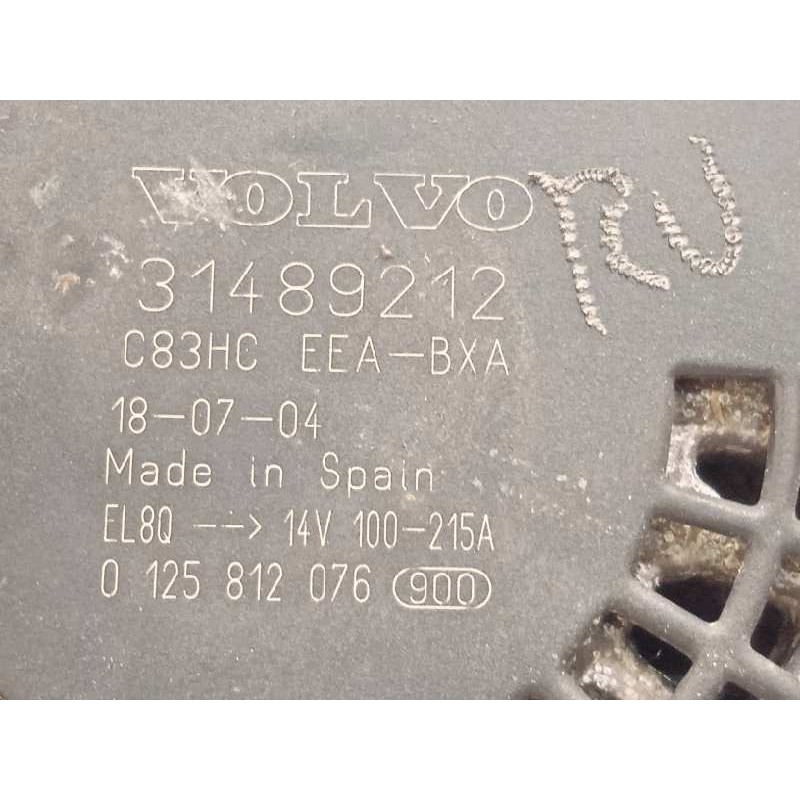 VOLVO
31489212
C83HC EEA-BXA
18-07-04
Made in Spain
EL8Q --> 14V 100-215A
0 125 812 076 900